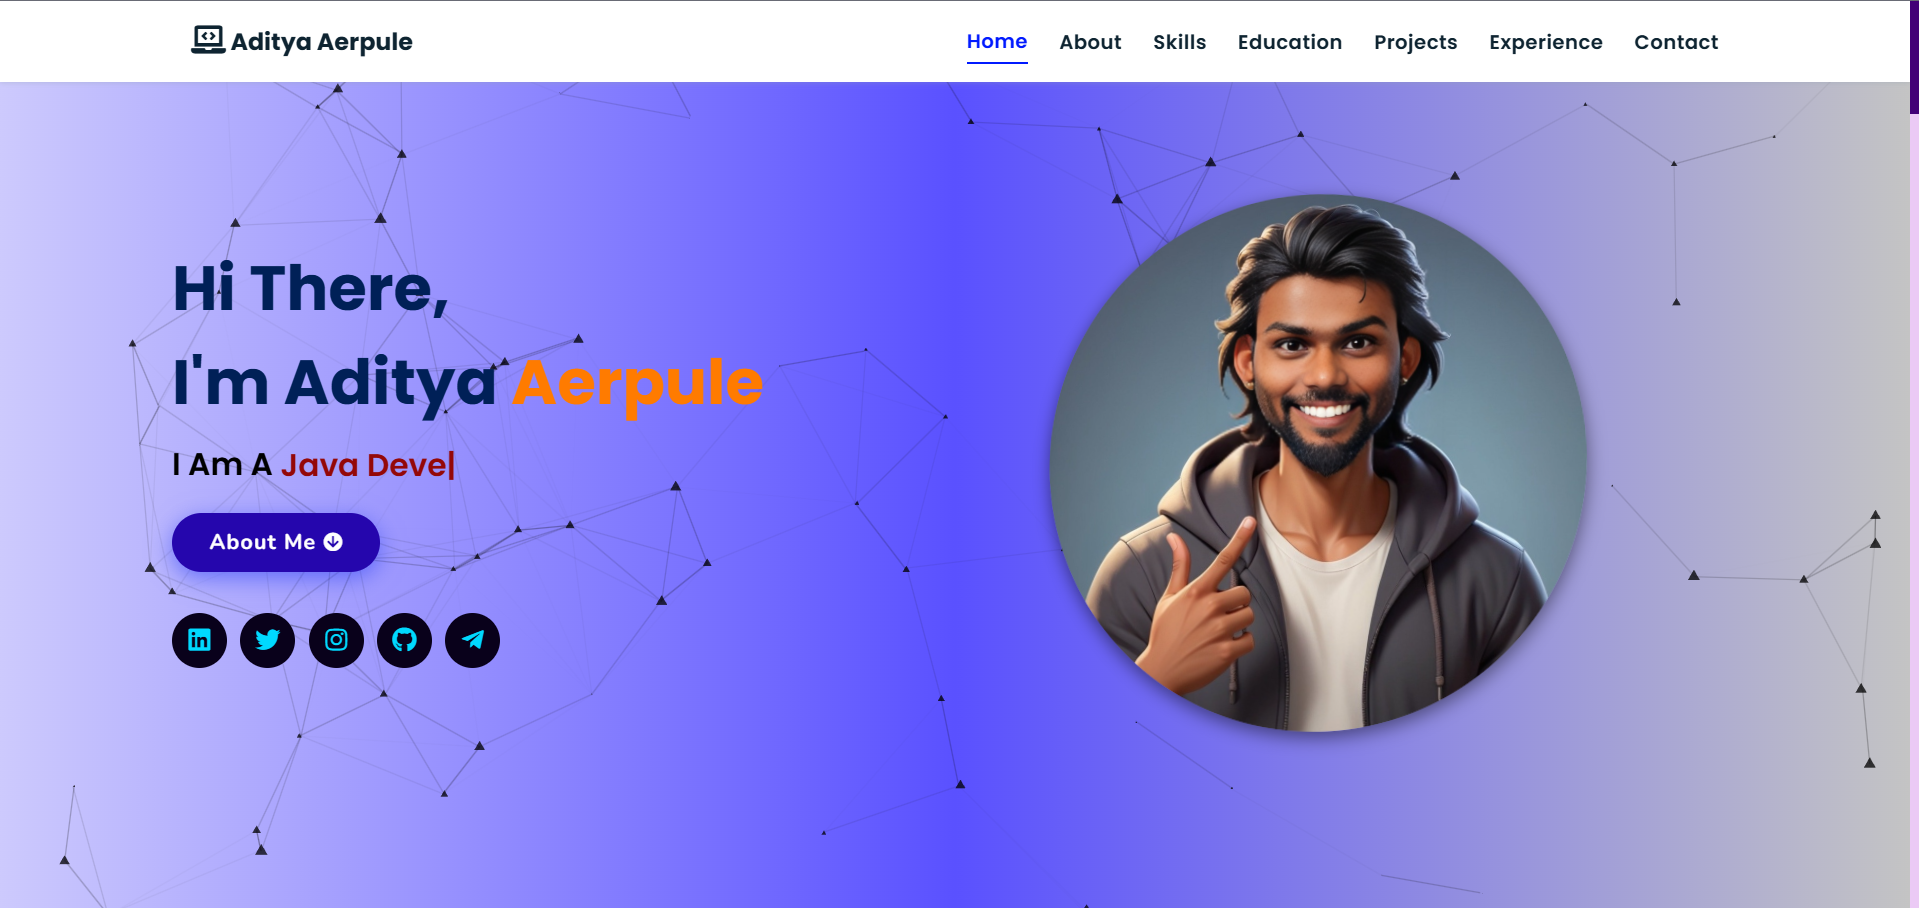 Aditya Aerpule
Home About Skills Education Projects Experience Contact
Hi There,
I'm Aditya Aerpule
I Am A Java Devel
About Me